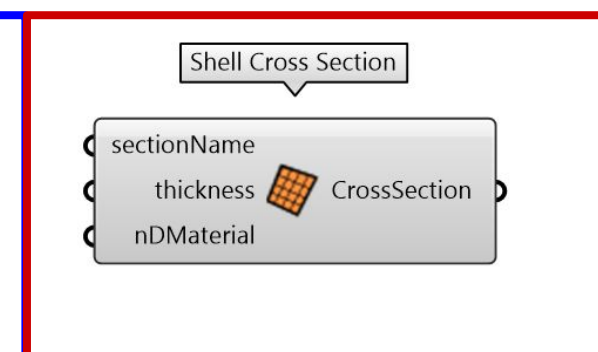 Shell Cross Section
sectionName
thickness
CrossSection
nDMaterial